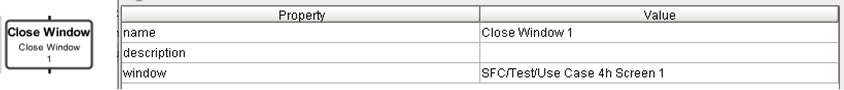 Close Window
Close Window
1
Property Value
name Close Window 1
description
window SFC/Test/Use Case 4h Screen 1